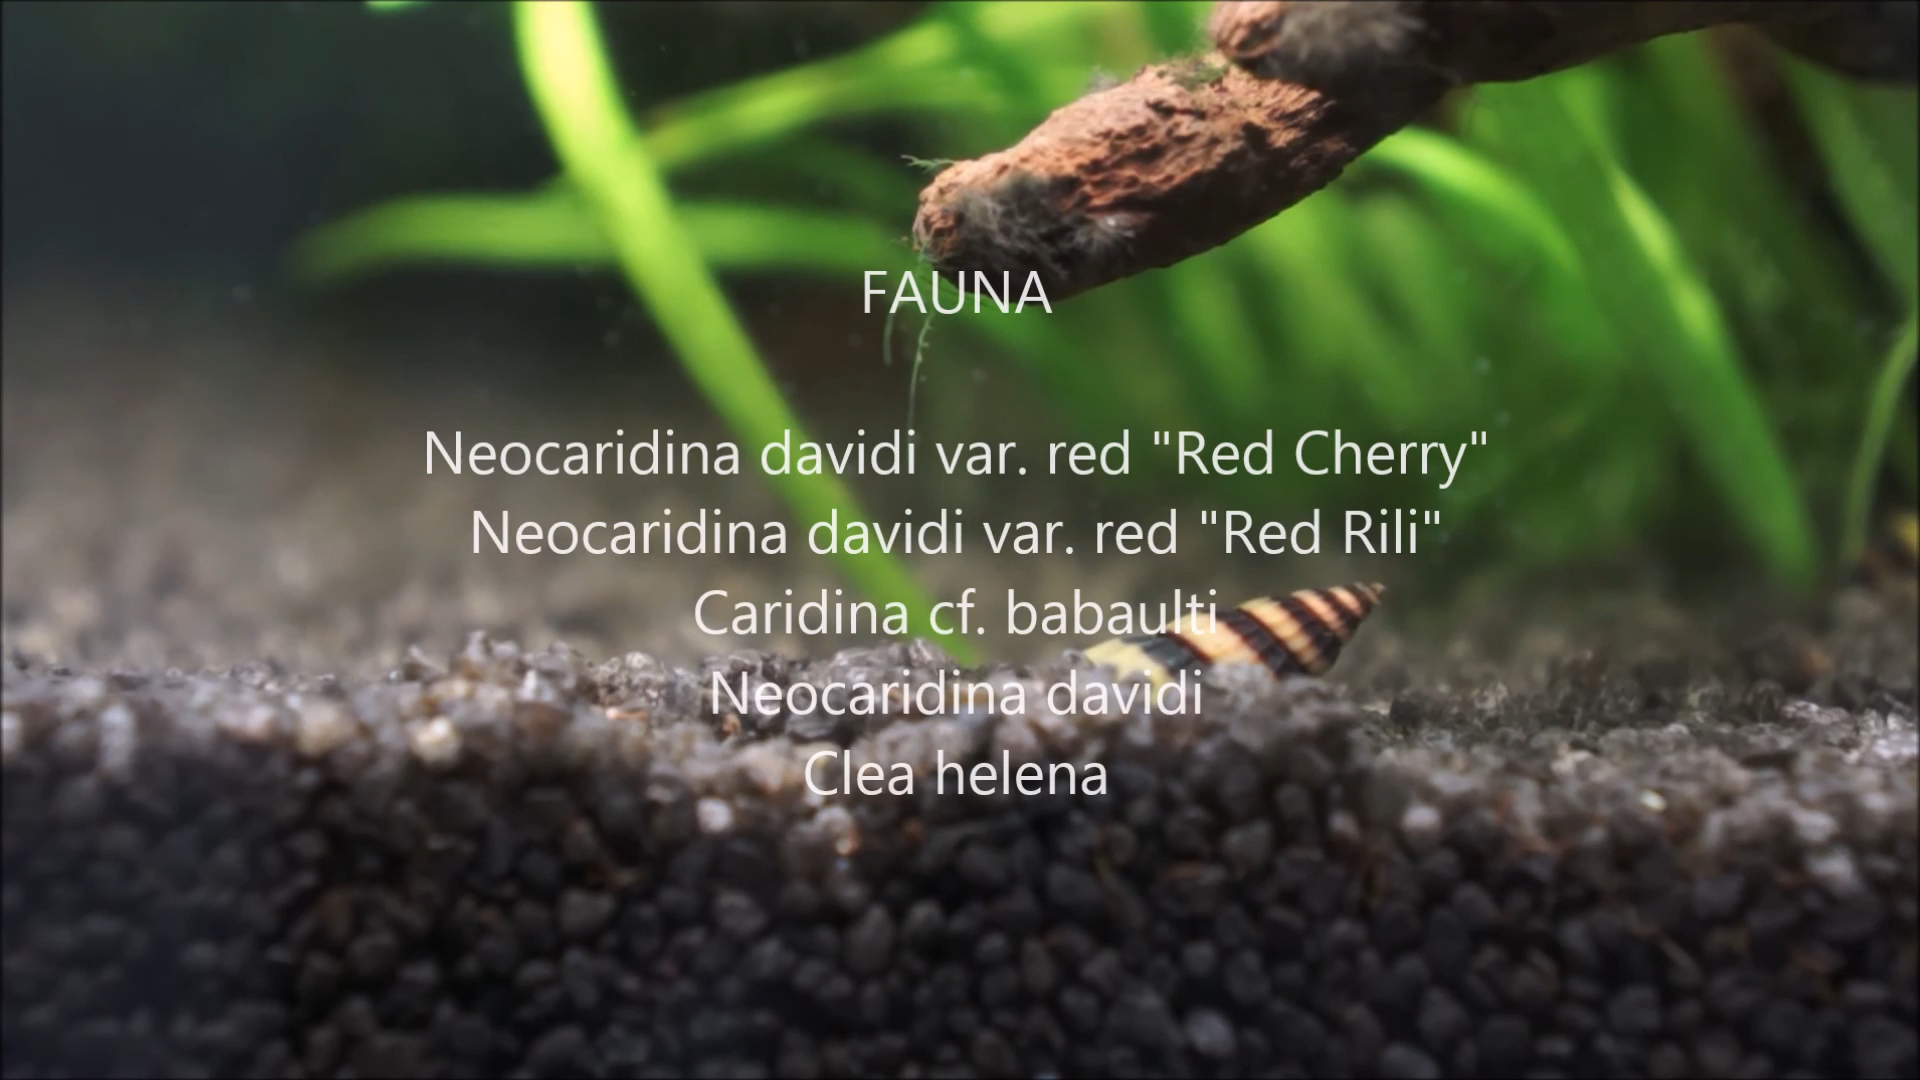 FAUNA
Neocaridina davidi var. red "Red Cherry"
Neocaridina davidi var. red "Red Rili"
Caridina cf. babaulti
Neocaridina davidi
Clea helena